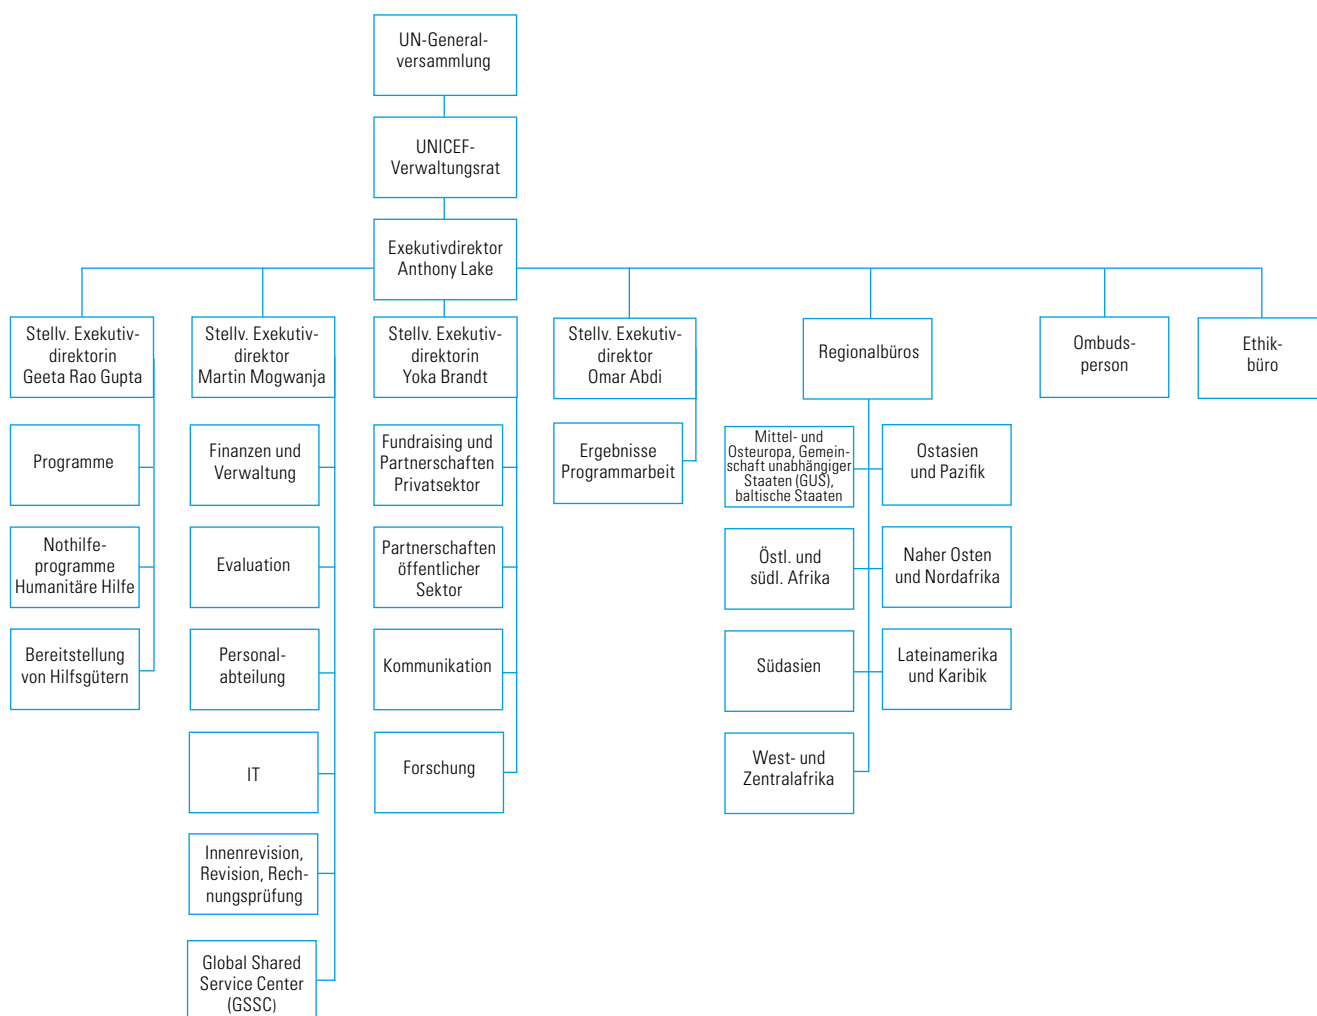 UN-General-
versammlung
UNICEF-
Verwaltungsrat
Exekutivdirektor
Anthony Lake
Stellv. Exekutiv-
direktorin
Geeta Rao Gupta
Stellv. Exekutiv-
direktor
Martin Mogwanja
Stellv. Exekutiv-
direktorin
Yoka Brandt
Stellv. Exekutiv-
direktor
Omar Abdi
Regionalbüros
Ombuds-
person
Ethik-
büro
Programme
Nothilfe-
programme
Humanitäre Hilfe
Bereitstellung
von Hilfsgütern
Finanzen und
Verwaltung
Evaluation
Personal-
abteilung
IT
Innenrevision,
Revision, Rech-
nungsprüfung
Global Shared
Service Center
(GSSC)
Fundraising und
Partnerschaften
Privatsektor
Partnerschaften
öffentlicher
Sektor
Kommunikation
Forschung
Ergebnisse
Programmarbeit
Mittel- und
Osteuropa, Gemein-
schaft unabhängiger
Staaten (GUS),
baltische Staaten
Ostasien
und Pazifik
Östl. und
südl. Afrika
Naher Osten
und Nordafrika
Südasien
Lateinamerika
und Karibik
West- und
Zentralafrika